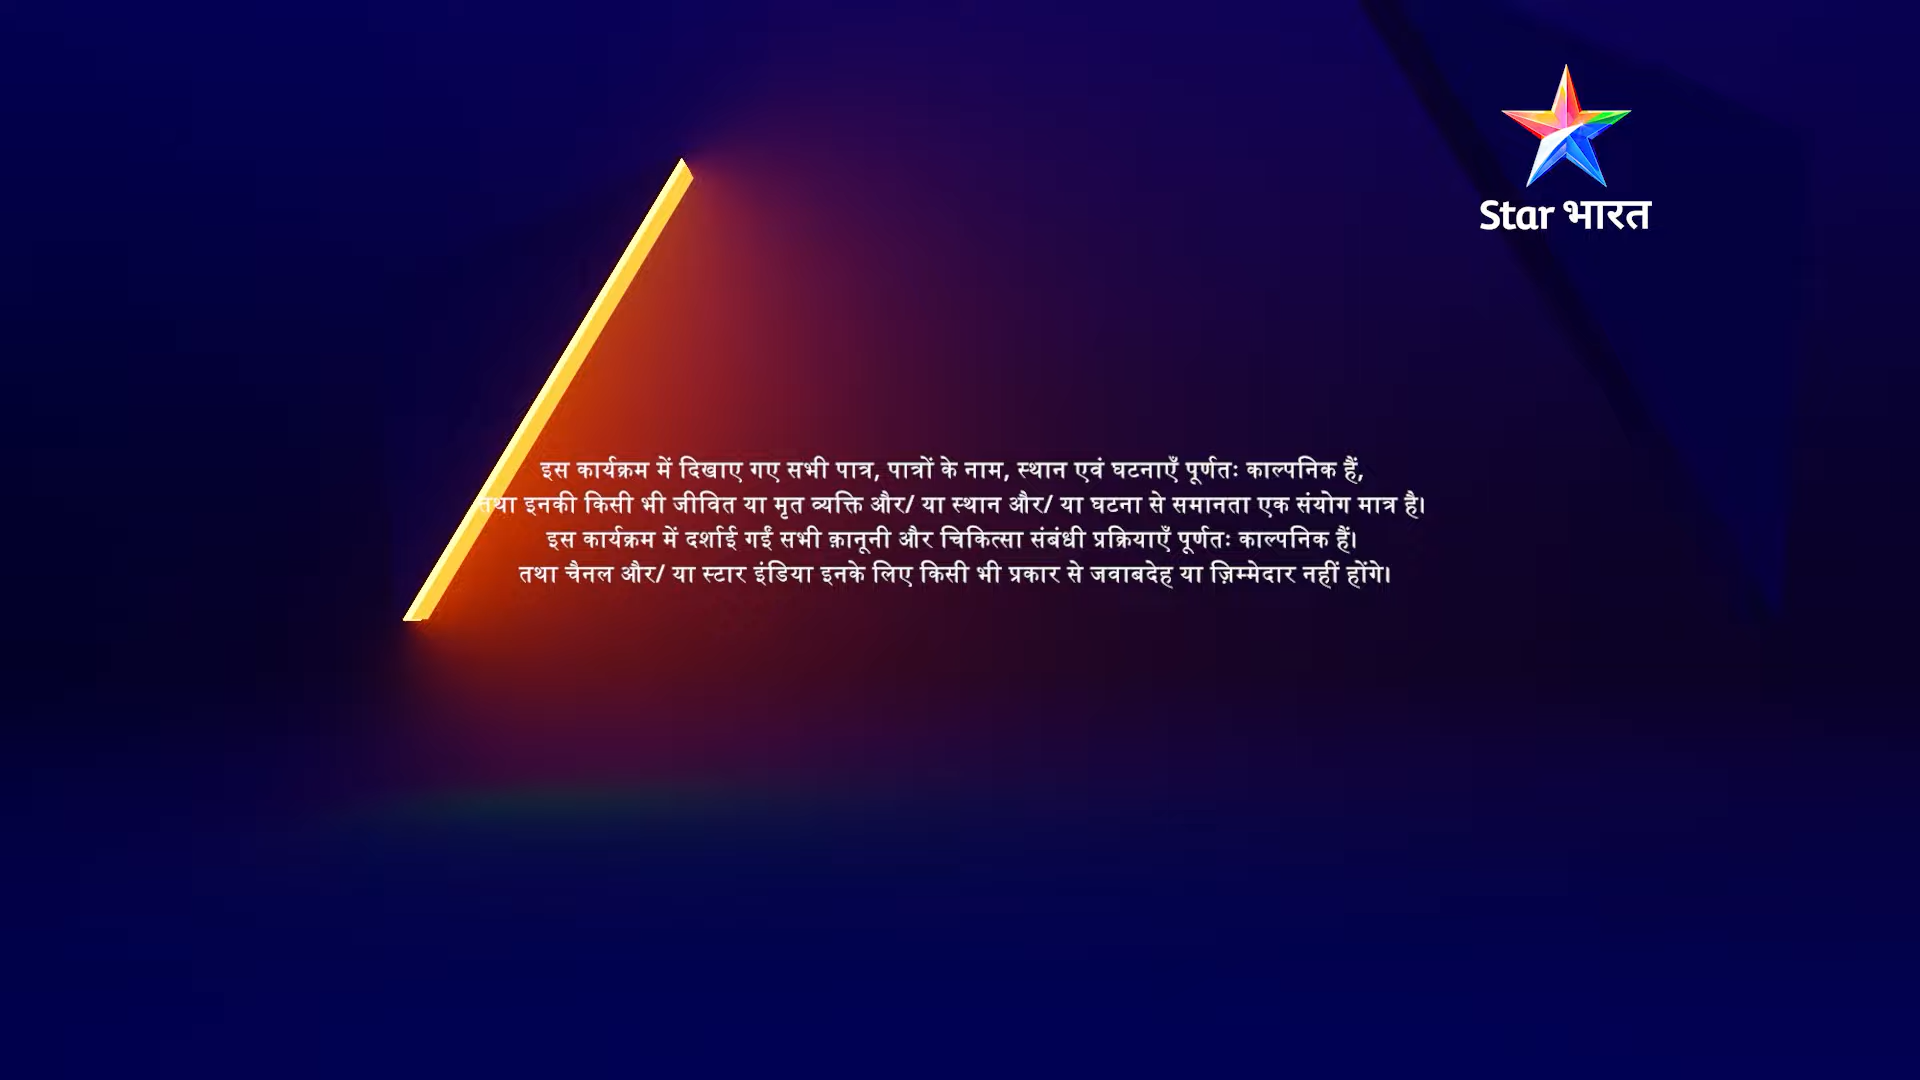 Star भारत
इस कार्यक्रम में दिखाए गए सभी पात्र, पात्रों के नाम, स्थान एवं घटनाएँ पूर्णतः काल्पनिक हैं,
तथा इनकी किसी भी जीवित या मृत व्यक्ति और/ या स्थान और/ या घटना से समानता एक संयोग मात्र है।
इस कार्यक्रम में दर्शाई गईं सभी क़ानूनी और चिकित्सा संबंधी प्रक्रियाएँ पूर्णतः काल्पनिक हैं।
तथा चैनल और/ या स्टार इंडिया इनके लिए किसी भी प्रकार से जवाबदेह या ज़िम्मेदार नहीं होंगे।